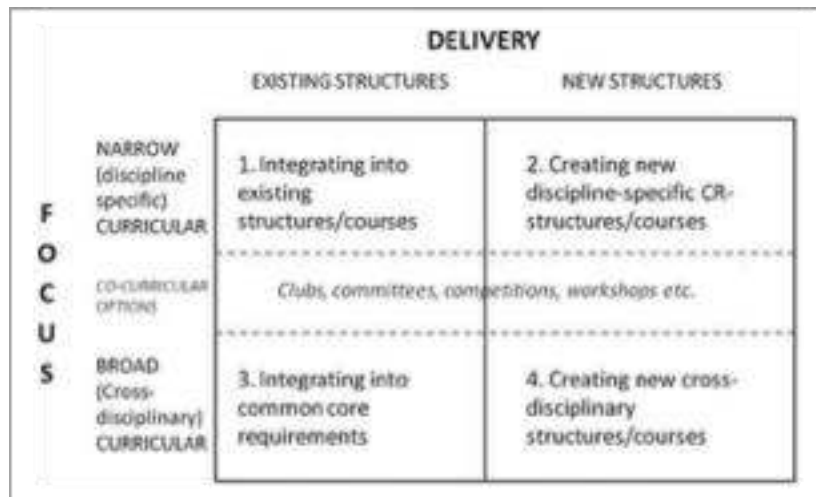 DELIVERY
EXISTING STRUCTURES
NEW STRUCTURES
FOCUS
NARROW
(discipline
specific)
CURRICULAR
1. Integrating into
existing
structures/courses
2. Creating new
discipline-specific CR-
structures/courses
CO-CURRICULAR
OPTIONS
Clubs, committees, competitions, workshops etc.
BROAD
(Cross-
disciplinary)
CURRICULAR
3. Integrating into
common core
requirements
4. Creating new cross-
disciplinary
structures/courses